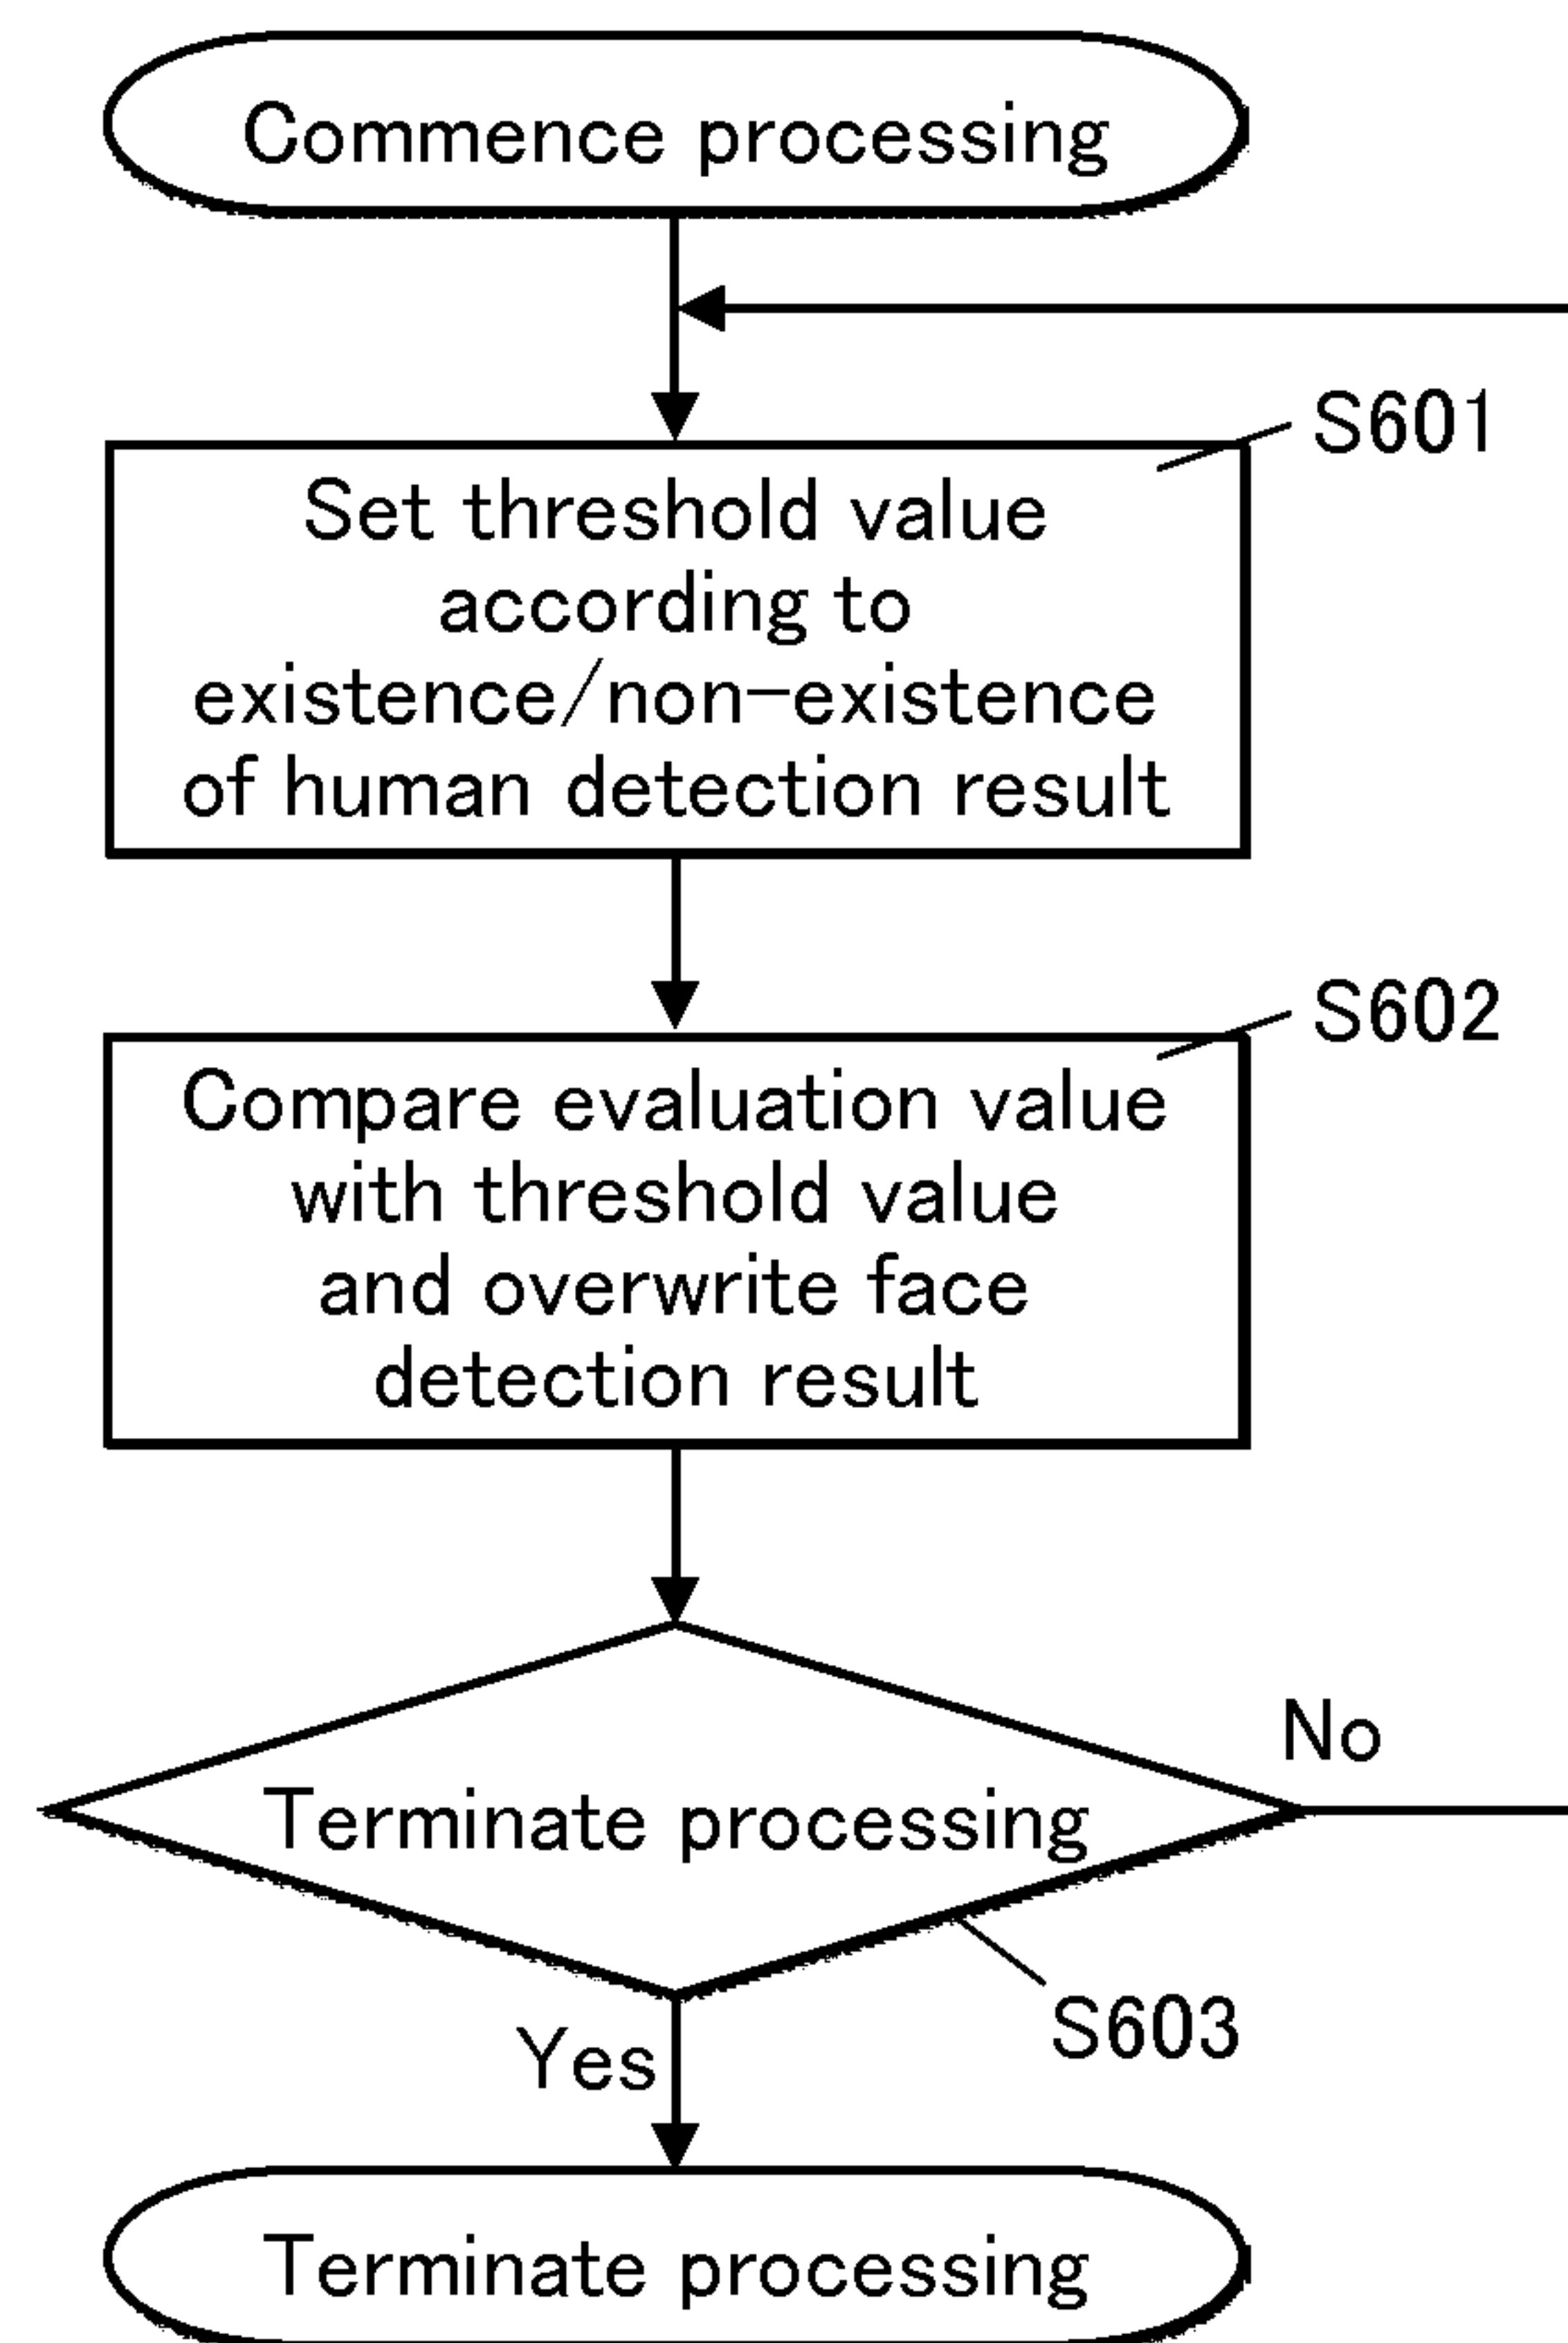 Commence processing
S601
Set threshold value
according to
existence/non-existence
of human detection result
S602
Compare evaluation value
with threshold value
and overwrite face
detection result
No
Terminate processing
S603
Yes
Terminate processing